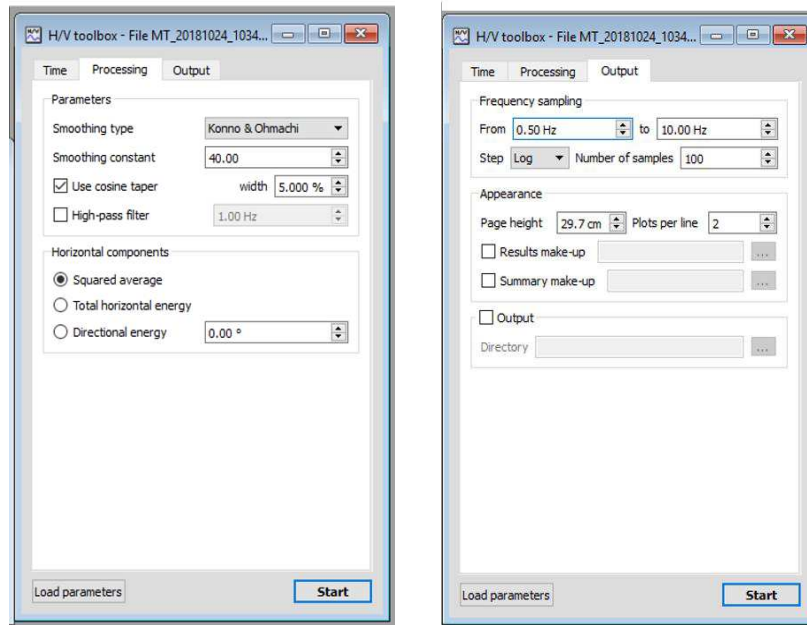 H/V toolbox - File MT_20181024_1034...
Time Processing Output
Parameters
Smoothing type Konno & Ohmachi
Smoothing constant 40.00
Use cosine taper width 5.000 %
High-pass filter 1.00 Hz
Horizontal components
Squared average
Total horizontal energy
Directional energy 0.00 °
Load parameters Start
H/V toolbox - File MT_20181024_1034...
Time Processing Output
Frequency sampling
From 0.50 Hz to 10.00 Hz
Step Log Number of samples 100
Appearance
Page height 29.7 cm Plots per line 2
Results make-up ...
Summary make-up ...
Output
Directory ...
Load parameters Start